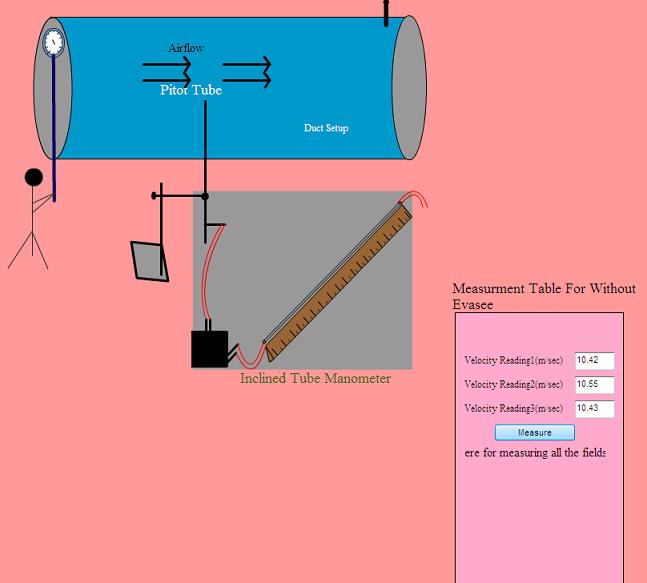 Airflow
Pitot Tube
Duct Setup
Inclined Tube Manometer
Measurment Table For Without
Evasee
Velocity Reading1(m/sec) 10.42
Velocity Reading2(m/sec) 10.55
Velocity Reading3(m/sec) 10.43
Measure
ere for measuring all the fields